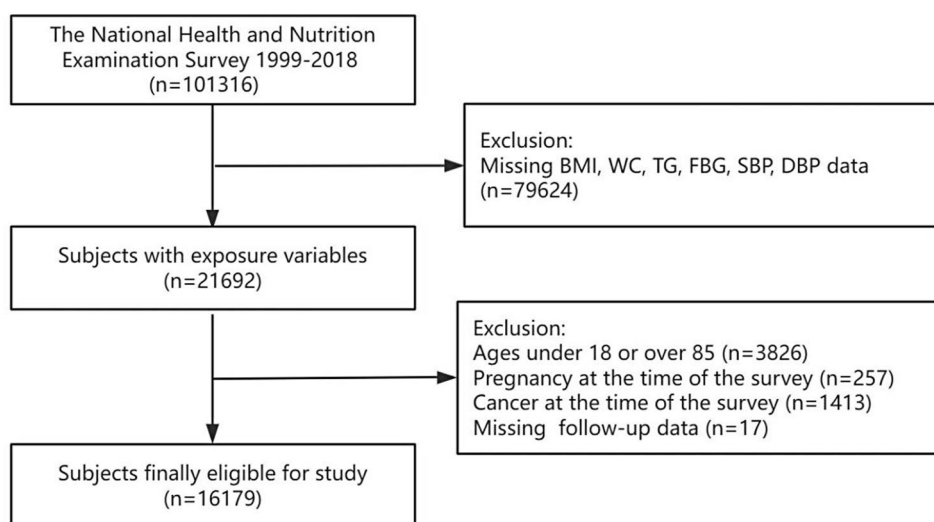 The National Health and Nutrition
Examination Survey 1999-2018
(n=101316)
Exclusion:
Missing BMI, WC, TG, FBG, SBP, DBP data
(n=79624)
Subjects with exposure variables
(n=21692)
Exclusion:
Ages under 18 or over 85 (n=3826)
Pregnancy at the time of the survey (n=257)
Cancer at the time of the survey (n=1413)
Missing follow-up data (n=17)
Subjects finally eligible for study
(n=16179)